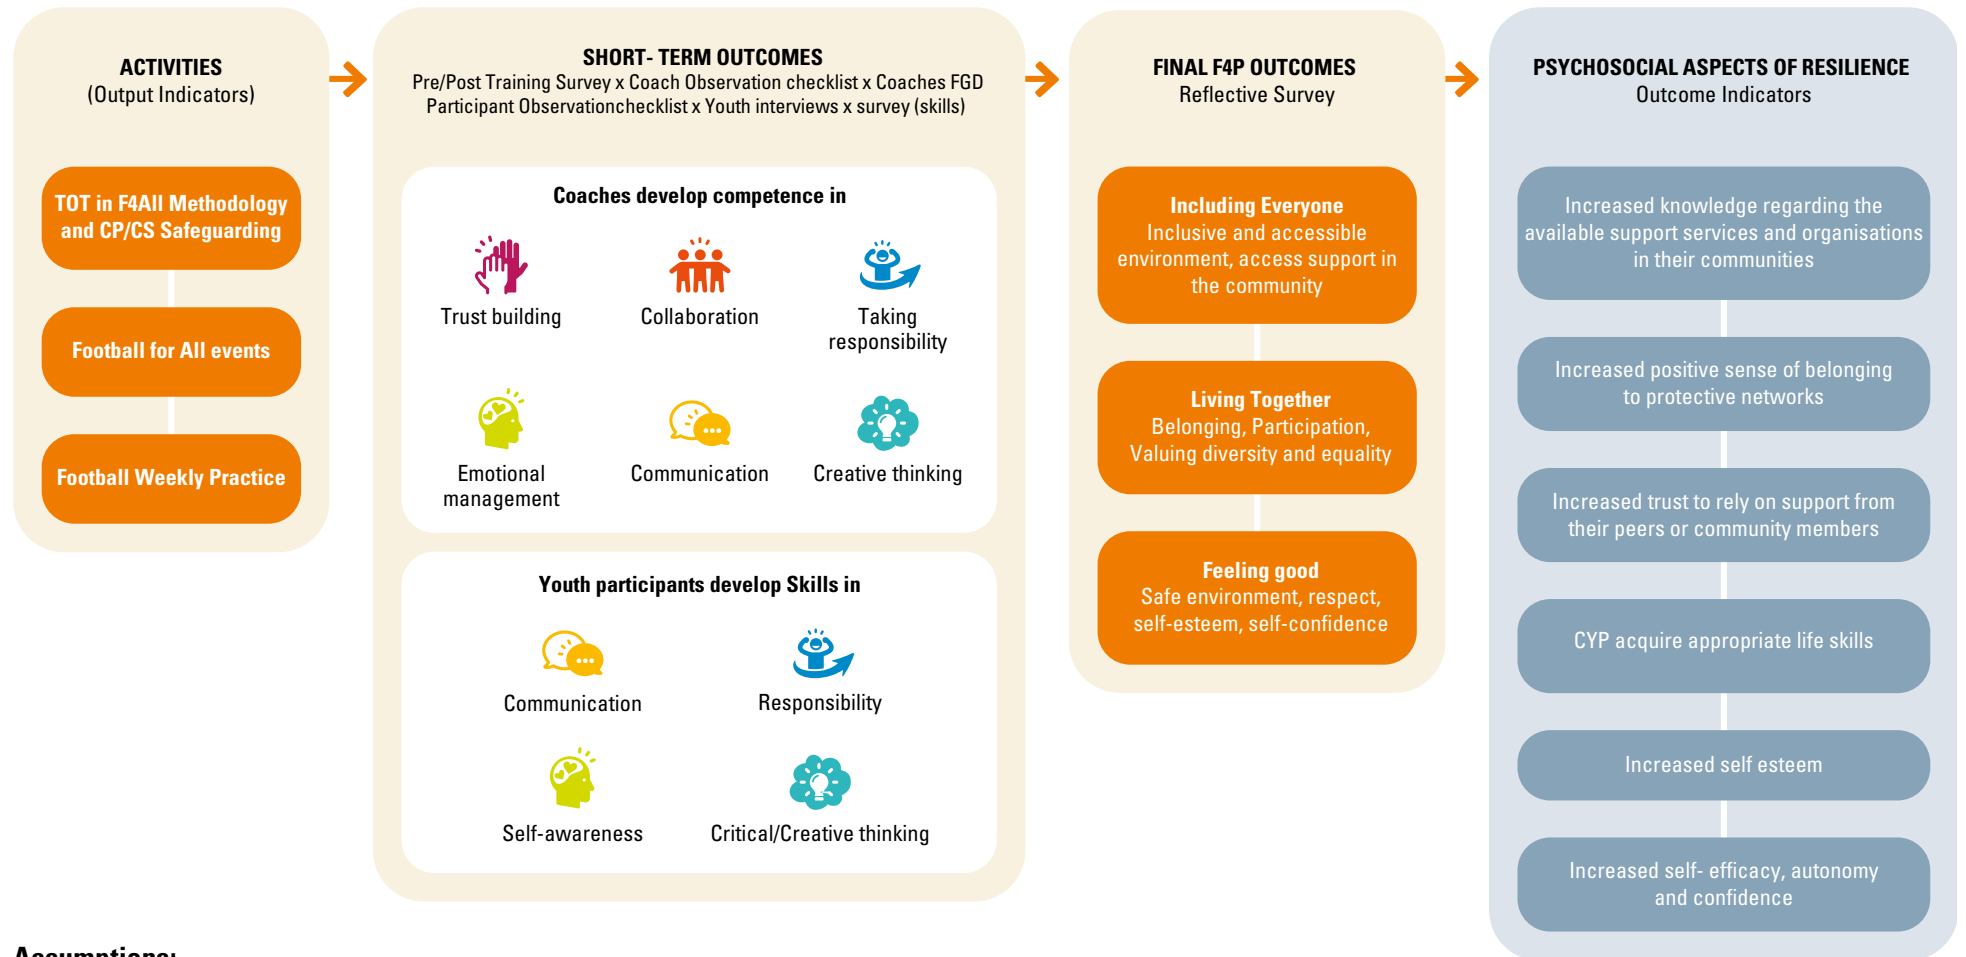 ACTIVITIES
(Output Indicators)
TOT in F4All Methodology
and CP/CS Safeguarding
Football for All events
Football Weekly Practice
SHORT- TERM OUTCOMES
Pre/Post Training Survey x Coach Observation checklist x Coaches FGD
Participant Observationchecklist x Youth interviews x survey (skills)
Coaches develop competence in
Trust building
Collaboration
Taking
responsibility
Emotional
management
Communication
Creative thinking
Youth participants develop Skills in
Communication
Responsibility
Self-awareness
Critical/Creative thinking
FINAL F4P OUTCOMES
Reflective Survey
Including Everyone
Inclusive and accessible
environment, access support in
the community
Living Together
Belonging, Participation,
Valuing diversity and equality
Feeling good
Safe environment, respect,
self-esteem, self-confidence
PSYCHOSOCIAL ASPECTS OF RESILIENCE
Outcome Indicators
Increased knowledge regarding the
available support services and organisations
in their communities
Increased positive sense of belonging
to protective networks
Increased trust to rely on support from
their peers or community members
CYP acquire appropriate life skills
Increased self esteem
Increased self- efficacy, autonomy
and confidence
Assumptions: